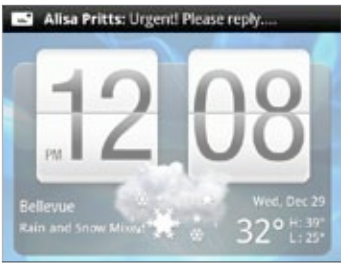 Alisa Pritts: Urgent! Please reply....
12 08
PM
Bellevue
Wed, Dec 29
Rain and Snow Mixed
32° H: 39°
L: 25°